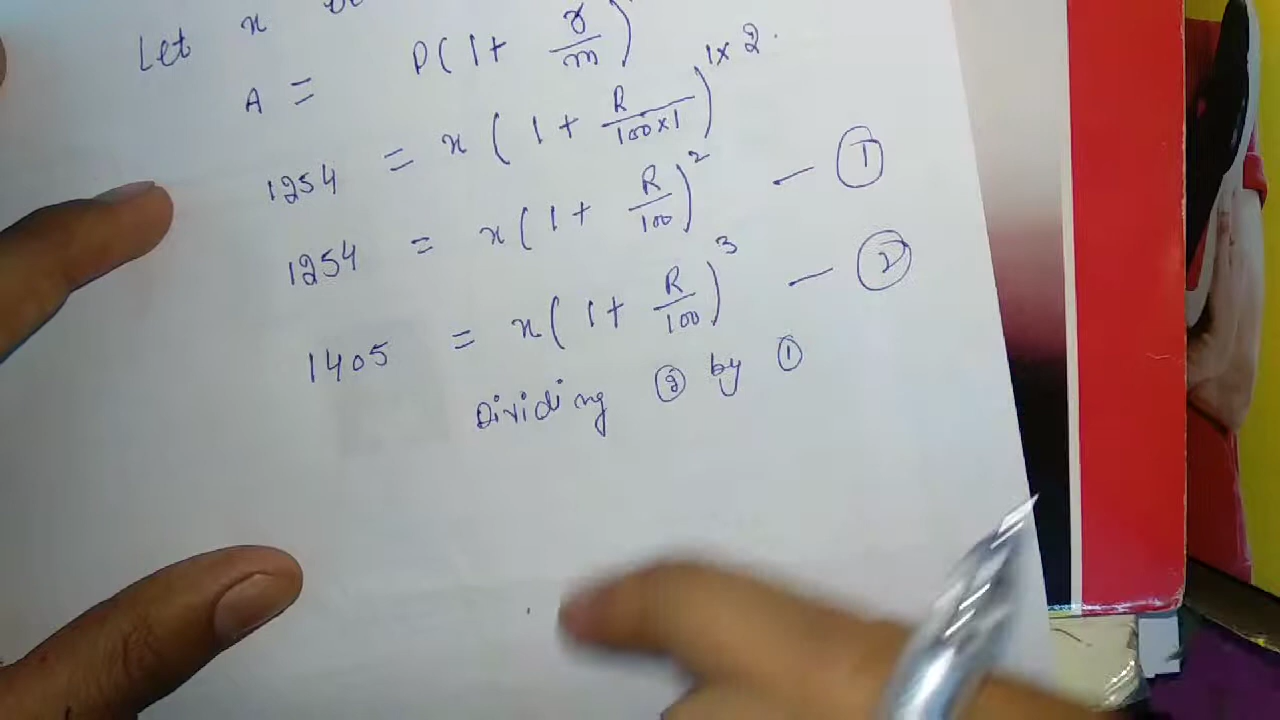 Let x
A = P(1 + r/m)
1254 = x(1 + R/100×1)^1×2
1254 = x(1 + R/100)^2 — ①
1405 = x(1 + R/100)^3 — ②
Dividing ② by ①